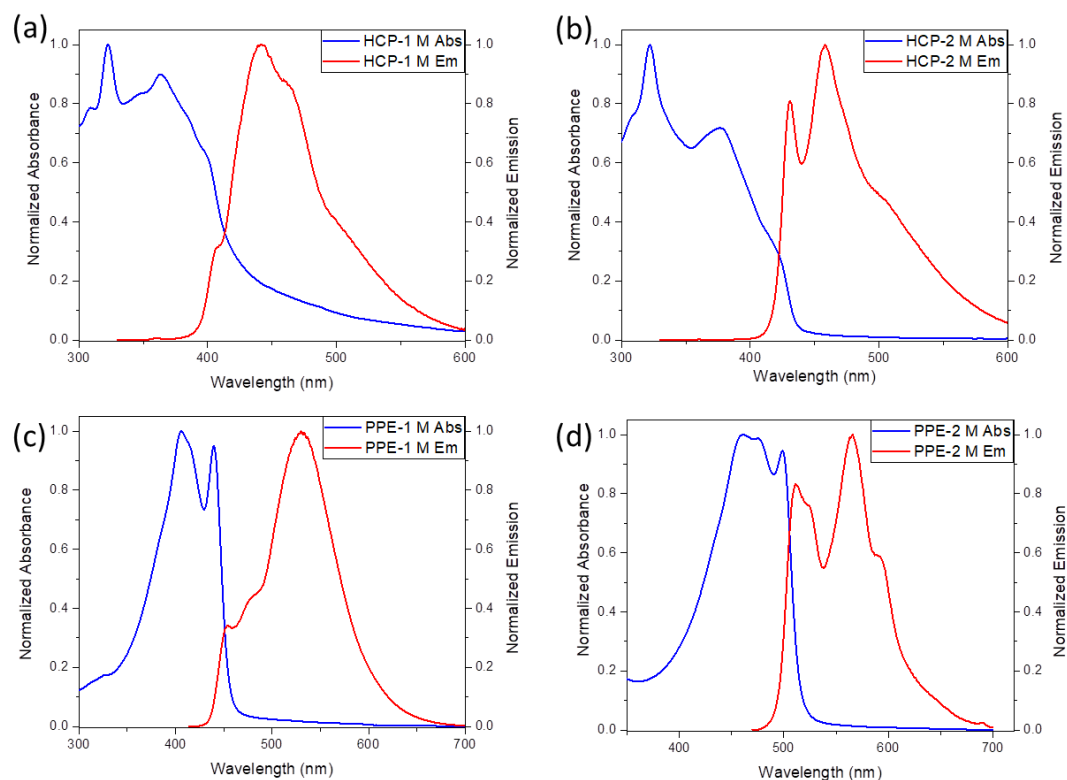 (a)
HCP-1 M Abs
HCP-1 M Em
Normalized Absorbance
Normalized Emission
1.0
0.8
0.6
0.4
0.2
0.0
1.0
0.8
0.6
0.4
0.2
0.0
300 400 500 600
Wavelength (nm)
(b)
HCP-2 M Abs
HCP-2 M Em
Normalized Absorbance
Normalized Emission
1.0
0.8
0.6
0.4
0.2
0.0
1.0
0.8
0.6
0.4
0.2
0.0
300 400 500 600
Wavelength (nm)
(c)
PPE-1 M Abs
PPE-1 M Em
Normalized Absorbance
Normalized Emission
1.0
0.8
0.6
0.4
0.2
0.0
1.0
0.8
0.6
0.4
0.2
0.0
300 400 500 600 700
Wavelength (nm)
(d)
PPE-2 M Abs
PPE-2 M Em
Normalized Absorbance
Normalized Emission
1.0
0.8
0.6
0.4
0.2
0.0
1.0
0.8
0.6
0.4
0.2
0.0
400 500 600 700
Wavelength (nm)